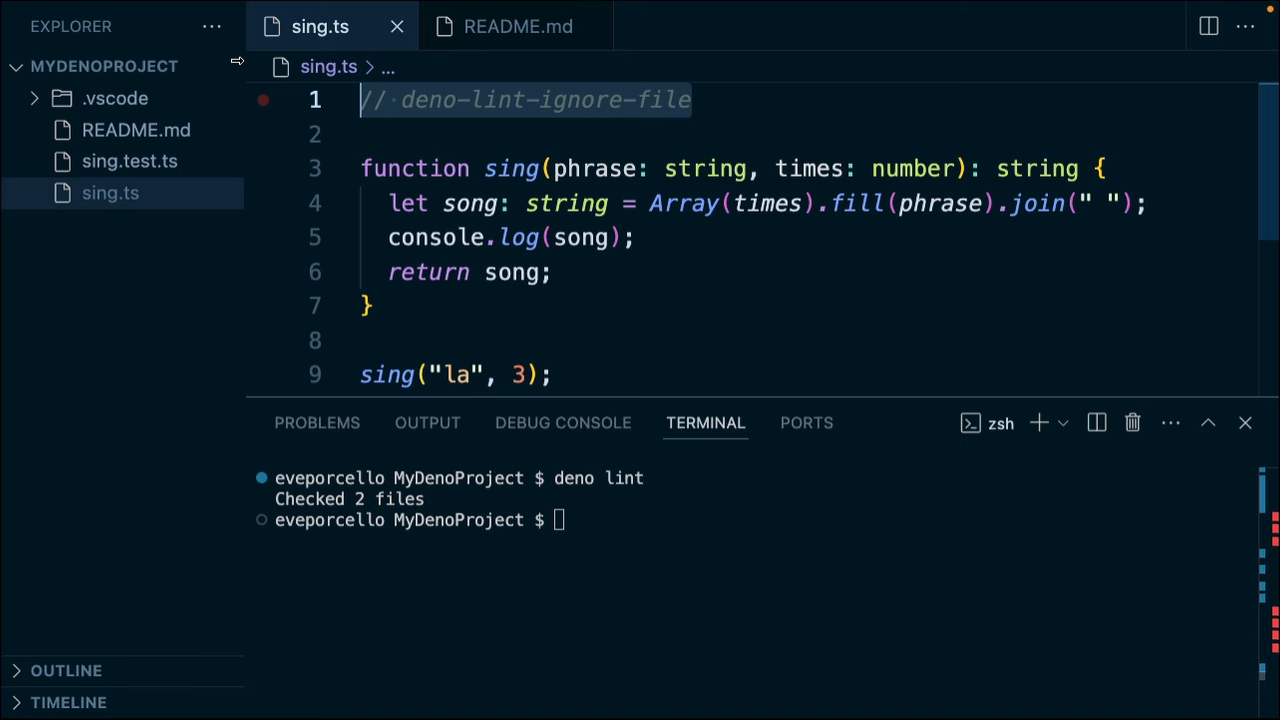 EXPLORER ...
MYDENOPROJECT
.vscode
README.md
sing.test.ts
sing.ts
OUTLINE
TIMELINE
sing.ts README.md
sing.ts > ...
1 // deno-lint-ignore-file
2
3 function sing(phrase: string, times: number): string {
4 let song: string = Array(times).fill(phrase).join(" ");
5 console.log(song);
6 return song;
7 }
8
9 sing("la", 3);
PROBLEMS OUTPUT DEBUG CONSOLE TERMINAL PORTS zsh
eveporcello MyDenoProject $ deno lint
Checked 2 files
eveporcello MyDenoProject $